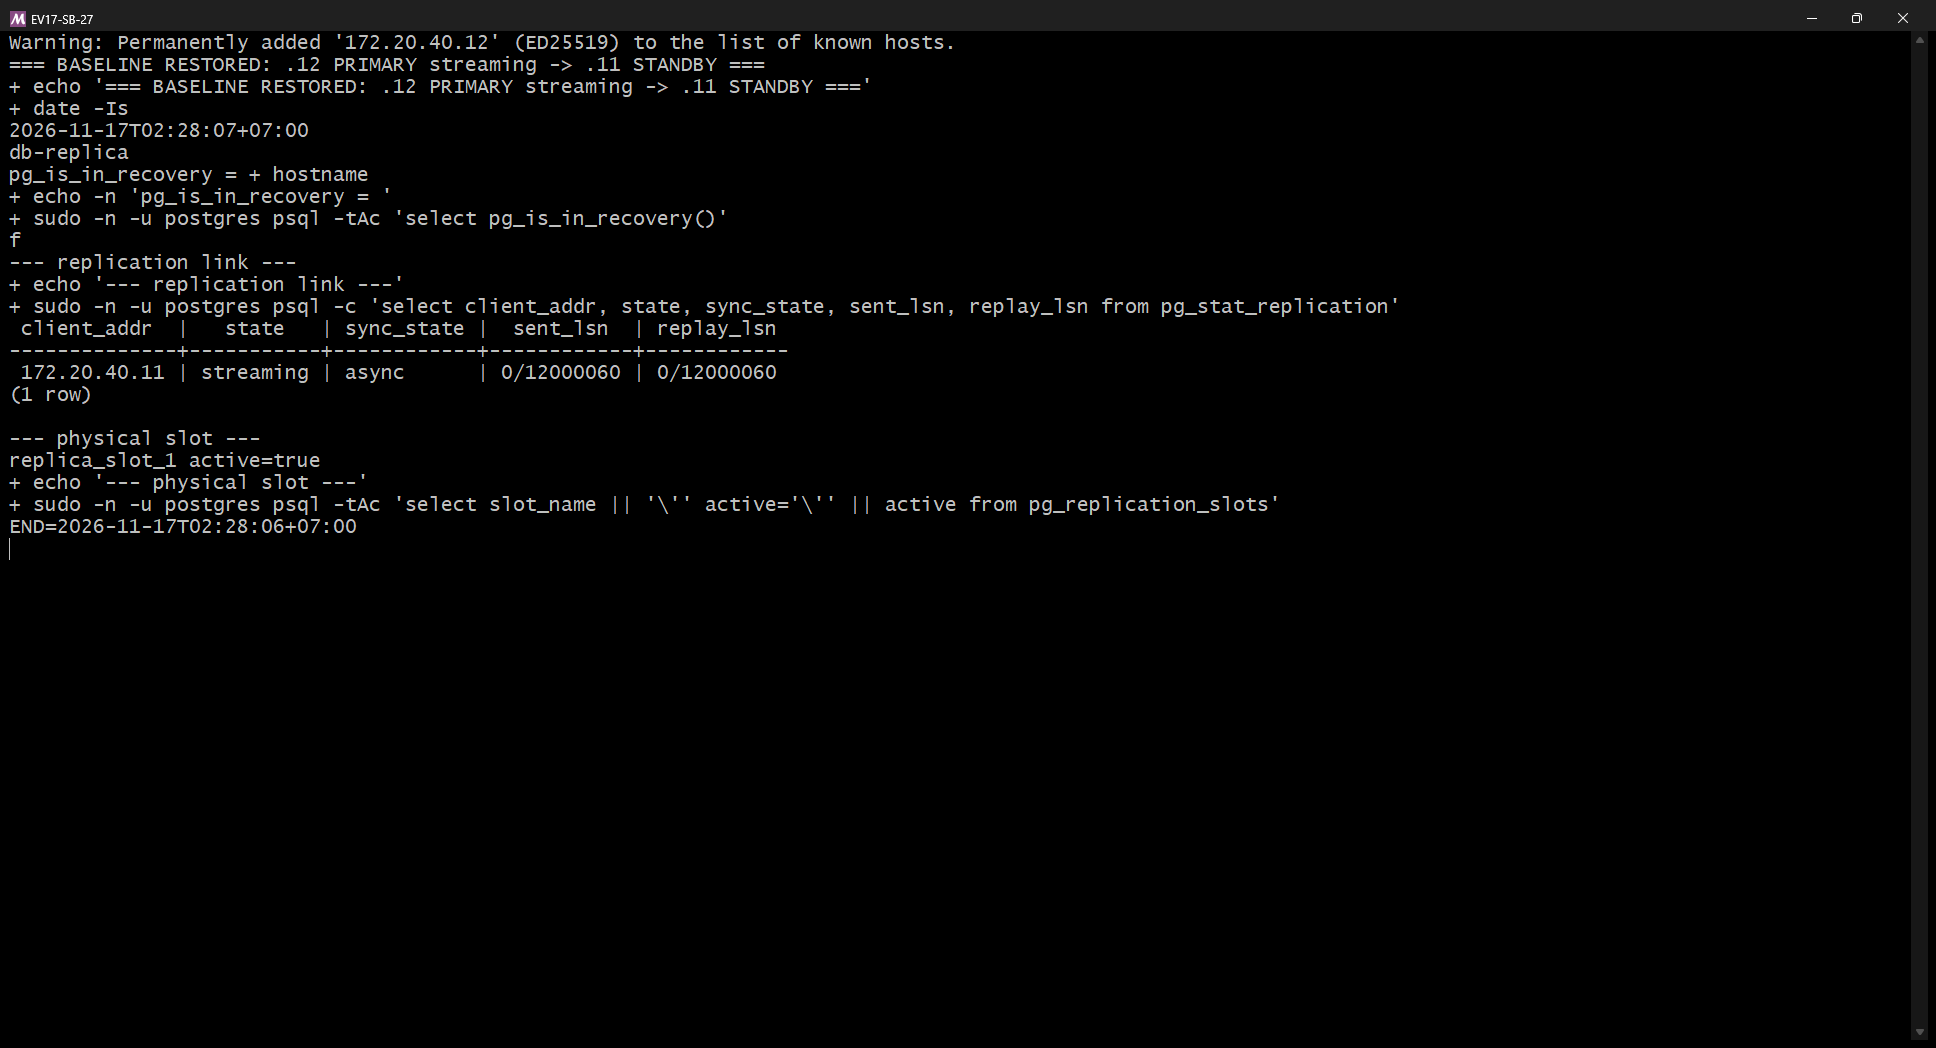 EV17-SB-27
Warning: Permanently added '172.20.40.12' (ED25519) to the list of known hosts.
=== BASELINE RESTORED: .12 PRIMARY streaming -> .11 STANDBY ===
+ echo '=== BASELINE RESTORED: .12 PRIMARY streaming -> .11 STANDBY ==='
+ date -Is
2026-11-17T02:28:07+07:00
db-replica
pg_is_in_recovery = + hostname
+ echo -n 'pg_is_in_recovery = '
+ sudo -n -u postgres psql -tAc 'select pg_is_in_recovery()'
f
--- replication link ---
+ echo '--- replication link ---'
+ sudo -n -u postgres psql -c 'select client_addr, state, sync_state, sent_lsn, replay_lsn from pg_stat_replication'
 client_addr  |   state   | sync_state |  sent_lsn  | replay_lsn
--------------+-----------+------------+------------+------------
 172.20.40.11 | streaming | async      | 0/12000060 | 0/12000060
(1 row)
--- physical slot ---
replica_slot_1 active=true
+ echo '--- physical slot ---'
+ sudo -n -u postgres psql -tAc 'select slot_name || '\'' active='\'' || active from pg_replication_slots'
END=2026-11-17T02:28:06+07:00